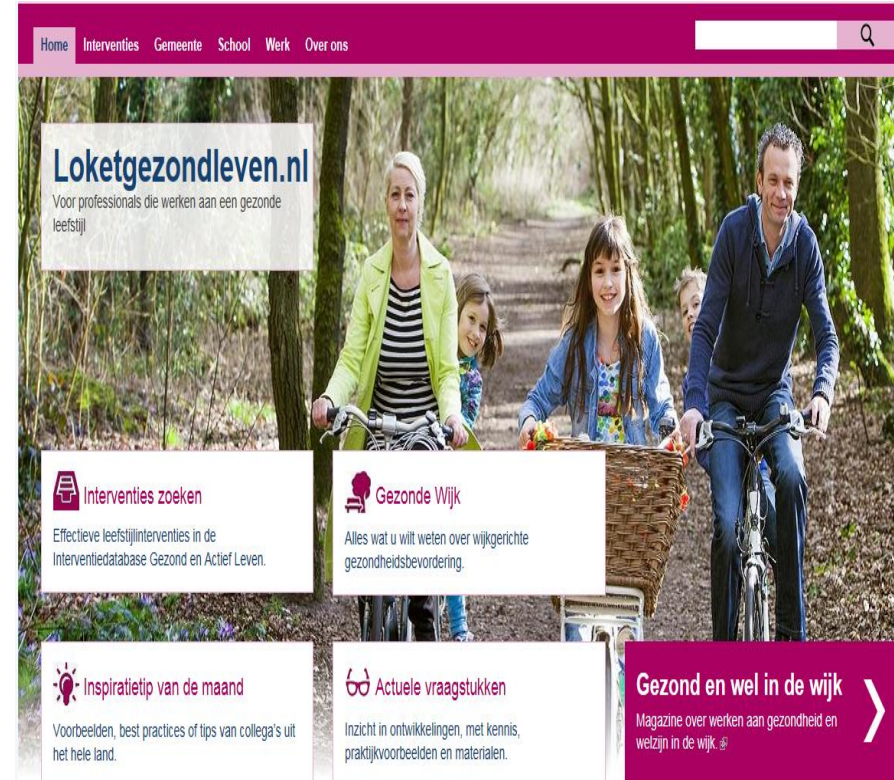 Home Interventies Gemeente School Werk Over ons
Loketgezondleven.nl
Voor professionals die werken aan een gezonde
leefstijl
Interventies zoeken
Effectieve leefstijlinterventies in de
Interventiedatabase Gezond en Actief Leven.
Gezonde Wijk
Alles wat u wilt weten over wijkgerichte
gezondheidsbevordering.
Inspiratietip van de maand
Voorbeelden, best practices of tips van collega's uit
het hele land.
Actuele vraagstukken
Inzicht in ontwikkelingen, met kennis,
praktijkvoorbeelden en materialen.
Gezond en wel in de wijk
Magazine over werken aan gezondheid en
welzijn in de wijk.